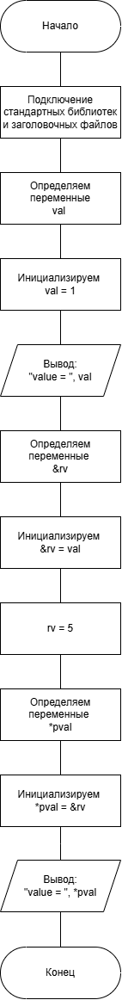 Начало
Подключение
стандартных библиотек
и заголовочных файлов
Определяем
переменные
val
Инициализируем
val = 1
Вывод:
"value = ", val
Определяем
переменные
&rv
Инициализируем
&rv = val
rv = 5
Определяем
переменные
*pval
Инициализируем
*pval = &rv
Вывод:
"value = ", *pval
Конец